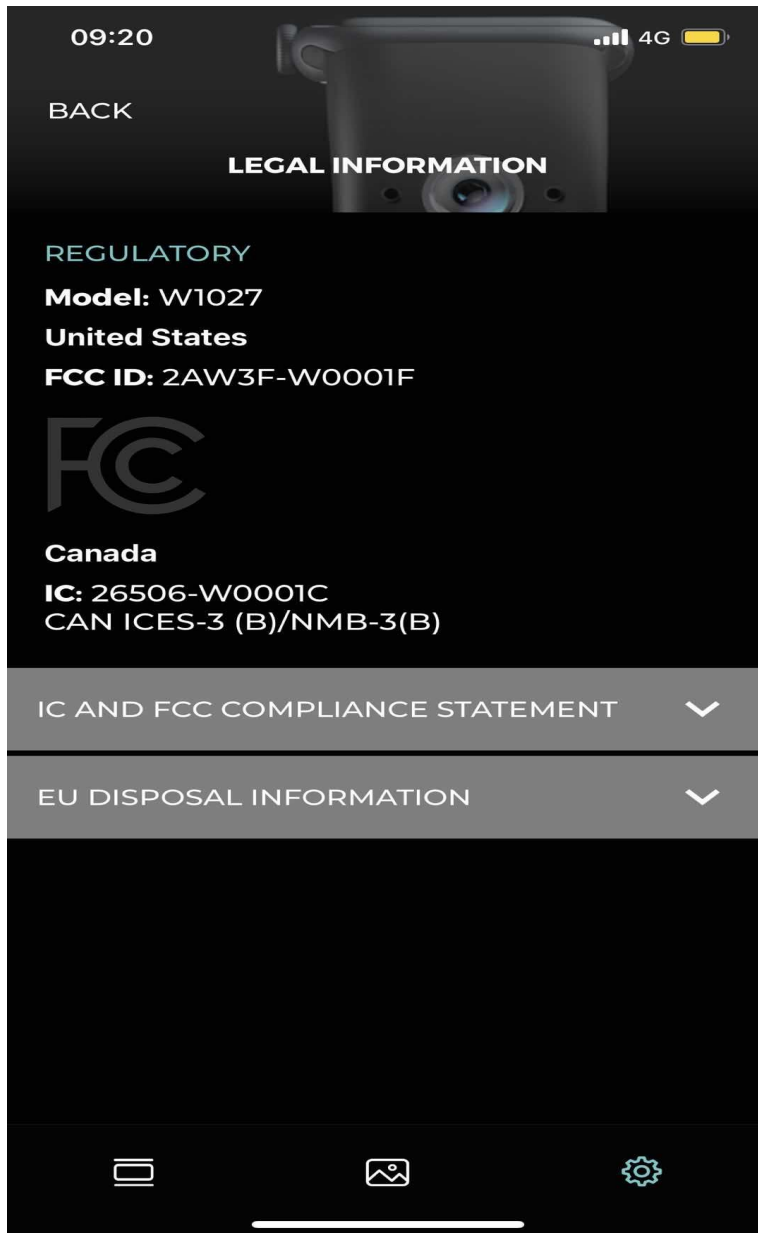 09:20
4G
BACK
LEGAL INFORMATION
REGULATORY
Model: W1027
United States
FCC ID: 2AW3F-W0001F
FC
Canada
IC: 26506-W0001C
CAN ICES-3 (B)/NMB-3(B)
IC AND FCC COMPLIANCE STATEMENT
EU DISPOSAL INFORMATION